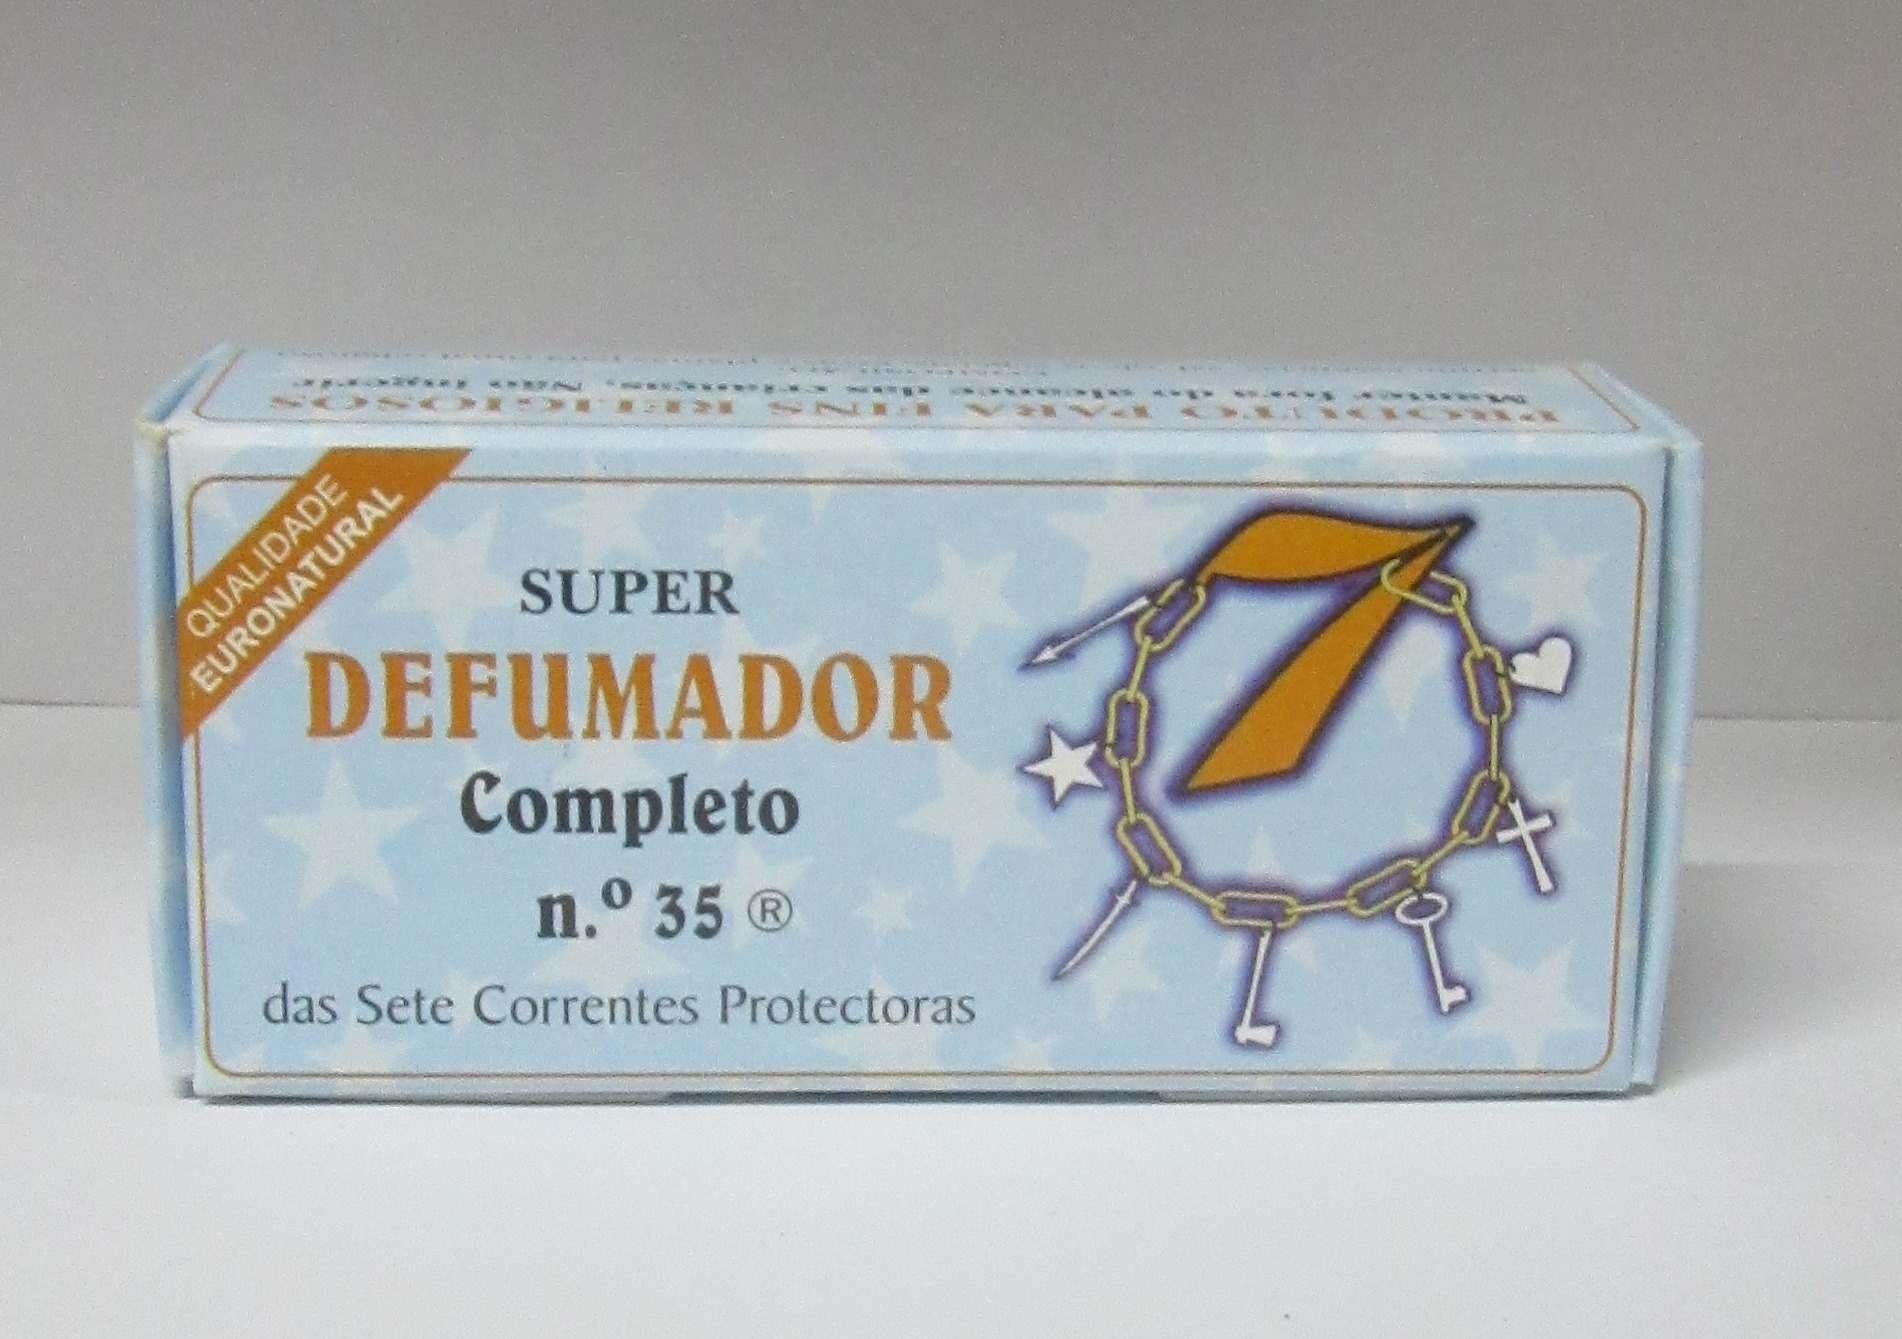 PRODUTO PARA FINS RELIGIOSOS
Manter fora do alcance das crianças, Não ingerir
QUALIDADE
EURONATURAL
SUPER
DEFUMADOR
Completo
n.º 35 ®
das Sete Correntes Protectoras
7